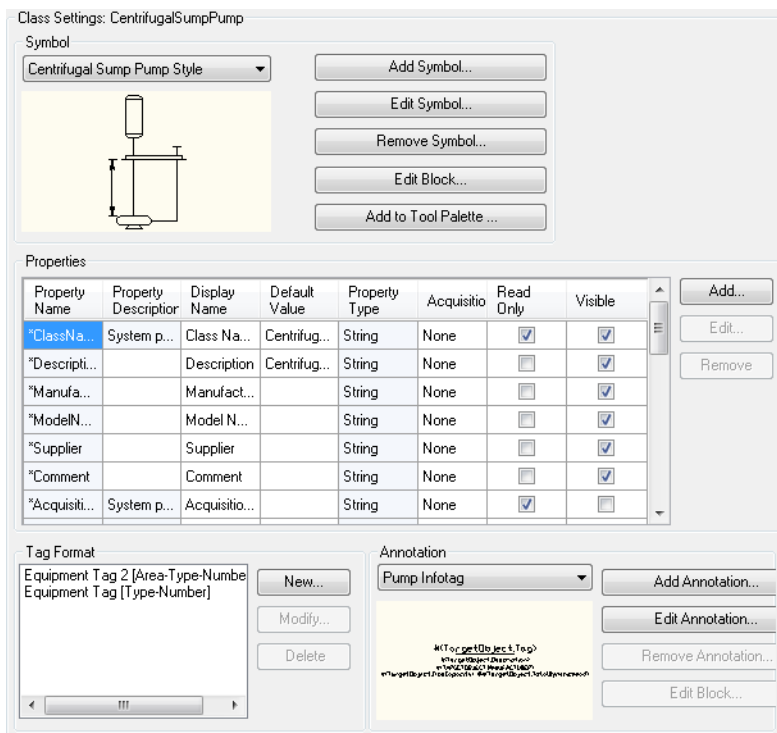 Class Settings: CentrifugalSumpPump
Symbol
Centrifugal Sump Pump Style
Add Symbol...
Edit Symbol...
Remove Symbol...
Edit Block...
Add to Tool Palette ...
Properties
Property Name Property Description Display Name Default Value Property Type Acquisitio Read Only Visible
*ClassNa... System p... Class Na... Centrifug... String None
*Descripti... Description Centrifug... String None
*Manufa... Manufact... String None
*ModelN... Model N... String None
*Supplier Supplier String None
*Comment Comment String None
*Acquisiti... System p... Acquisitio... String None
Add...
Edit...
Remove
Tag Format
Equipment Tag 2 [Area-Type-Numbe
Equipment Tag [Type-Number]
New...
Modify...
Delete
Annotation
Pump Infotag
#(TargetObject.Tag)
Add Annotation...
Edit Annotation...
Remove Annotation...
Edit Block...